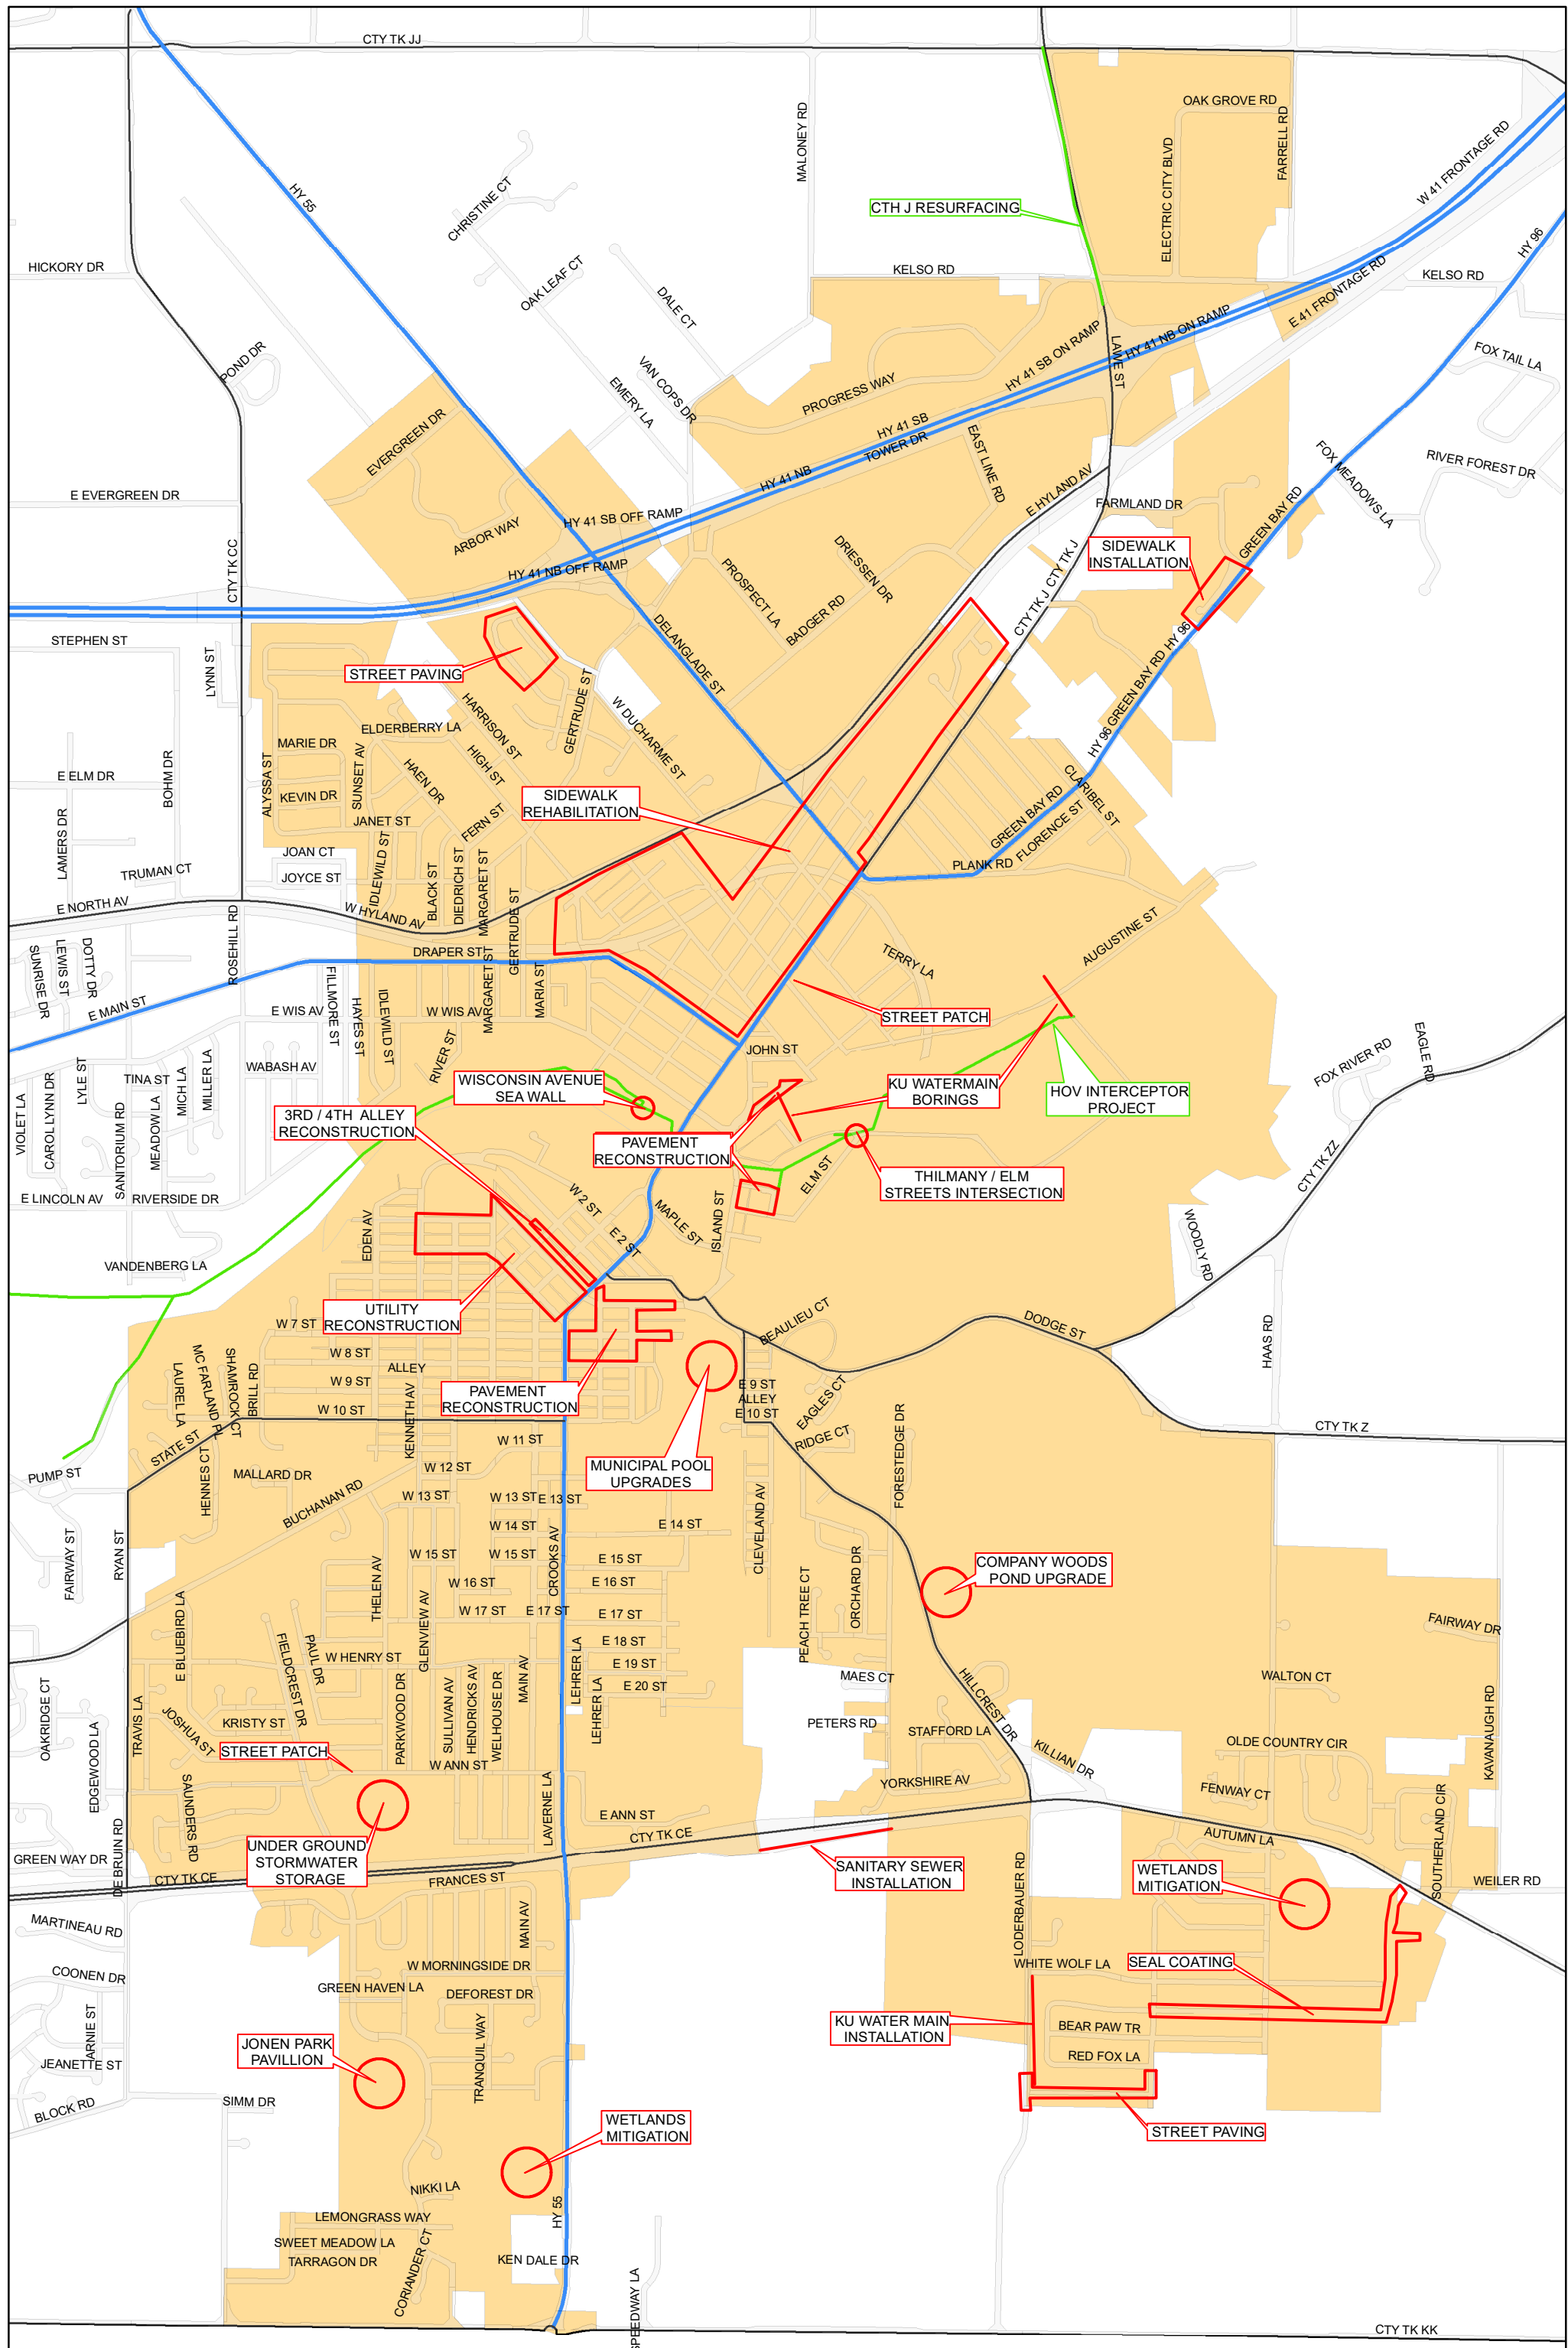 CTY TK JJ
OAK GROVE RD
MALONEY RD
ELECTRIC CITY BLVD
FARRELL RD
W 41 FRONTAGE RD
HY 55
CHRISTINE CT
CTH J RESURFACING
HY 96
HICKORY DR
OAK LEAF CT
DALE CT
KELSO RD
KELSO RD
E 41 FRONTAGE RD
POND DR
EMERY LA
VAN COPS DR
PROGRESS WAY
HY 41 SB ON RAMP
LAWE ST
HY 41 NB ON RAMP
FOX TAIL LA
EVERGREEN DR
HY 41 SB
TOWER DR
EAST LINE RD
HY 41 NB
E HYLAND AV
FOX MEADOWS LA
RIVER FOREST DR
E EVERGREEN DR
ARBOR WAY
HY 41 SB OFF RAMP
HY 41 NB OFF RAMP
CTY TK CC
FARMLAND DR
GREEN BAY RD
SIDEWALK
INSTALLATION
DRIESSEN DR
PROSPECT LA
BADGER RD
CTY TK J
CTY TK J
HY 96
STEPHEN ST
LYNN ST
DELANGLADE ST
STREET PAVING
GERTRUDE ST
W DUCHARME ST
HARRISON ST
GREEN BAY RD
HY 96
ELDERBERRY LA
MARIE DR
HIGH ST
SUNSET AV
HAEN DR
E ELM DR
BOHM DR
ALYSSA ST
KEVIN DR
JANET ST
FERN ST
SIDEWALK
REHABILITATION
CLARIBEL ST
GREEN BAY RD
FLORENCE ST
PLANK RD
LAMERS DR
TRUMAN CT
JOAN CT
JOYCE ST
IDLEWILD ST
BLACK ST
DIEDRICH ST
MARGARET ST
GERTRUDE ST
E NORTH AV
W HYLAND AV
ROSEHILL RD
DRAPER ST
AUGUSTINE ST
TERRY LA
SUNRISE DR
LEWIS ST
DOTTY DR
E MAIN ST
FILLMORE ST
HAYES ST
IDLEWILD ST
MARGARET ST
MARIA ST
E WIS AV
W WIS AV
STREET PATCH
RIVER ST
JOHN ST
EAGLE RD
FOX RIVER RD
LYLE ST
WABASH AV
TINA ST
MICH LA
MILLER LA
VIOLET LA
CAROL LYNN DR
SANITORIUM RD
MEADOW LA
WISCONSIN AVENUE
SEA WALL
KU WATERMAIN
BORINGS
HOV INTERCEPTOR
PROJECT
3RD / 4TH ALLEY
RECONSTRUCTION
PAVEMENT
RECONSTRUCTION
THILMANY / ELM
STREETS INTERSECTION
ELM ST
CTY TK ZZ
E LINCOLN AV
RIVERSIDE DR
EDEN AV
W 2 ST
E 2 ST
MAPLE ST
ISLAND ST
WOODLY RD
VANDENBERG LA
UTILITY
RECONSTRUCTION
BEAULIEU CT
DODGE ST
HAAS RD
W 7 ST
W 8 ST
ALLEY
W 9 ST
W 10 ST
LAUREL LA
MC FARLAND PL
SHAMROCK CT
BRILL RD
KENNETH AV
PAVEMENT
RECONSTRUCTION
E 9 ST
ALLEY
E 10 ST
EAGLES CT
FORESTEDGE DR
CTY TK Z
STATE ST
HENNES CT
W 11 ST
W 12 ST
MUNICIPAL POOL
UPGRADES
RIDGE CT
PUMP ST
MALLARD DR
BUCHANAN RD
W 13 ST
W 13 ST
E 13 ST
W 14 ST
E 14 ST
CLEVELAND AV
FAIRWAY ST
RYAN ST
THELEN AV
W 15 ST
W 15 ST
CROOKS AV
E 15 ST
W 16 ST
E 16 ST
W 17 ST
E 17 ST
E 17 ST
PEACH TREE CT
ORCHARD DR
COMPANY WOODS
POND UPGRADE
FAIRWAY DR
E BLUEBIRD LA
FIELDCREST DR
PAUL DR
W HENRY ST
GLENVIEW AV
E 18 ST
E 19 ST
E 20 ST
LEHRER LA
LEHRER LA
MAES CT
HILLCREST DR
WALTON CT
OAKRIDGE CT
EDGEWOOD LA
TRAVIS LA
JOSHUA ST
KRISTY ST
PARKWOOD DR
SULLIVAN AV
HENDRICKS AV
WELHOUSE DR
MAIN AV
PETERS RD
STAFFORD LA
KILLIAN DR
OLDE COUNTRY CIR
KAVANAUGH RD
STREET PATCH
W ANN ST
YORKSHIRE AV
FENWAY CT
SAUNDERS RD
LAVERNE LA
E ANN ST
CTY TK CE
AUTUMN LA
SOUTHERLAND CIR
UNDER GROUND
STORMWATER
STORAGE
GREEN WAY DR
DE BRUIN RD
CTY TK CE
FRANCES ST
SANITARY SEWER
INSTALLATION
LODERBAUER RD
WETLANDS
MITIGATION
WEILER RD
MARTINEAU RD
MAIN AV
COONEN DR
W MORNINGSIDE DR
GREEN HAVEN LA
DEFOREST DR
WHITE WOLF LA
SEAL COATING
ARNIE ST
JEANETTE ST
JONEN PARK
PAVILLION
TRANQUIL WAY
KU WATER MAIN
INSTALLATION
BEAR PAW TR
RED FOX LA
BLOCK RD
SIMM DR
WETLANDS
MITIGATION
STREET PAVING
NIKKI LA
HY 55
LEMONGRASS WAY
SWEET MEADOW LA
TARRAGON DR
CORIANDER CT
KEN DALE DR
SPEEDWAY LA
CTY TK KK